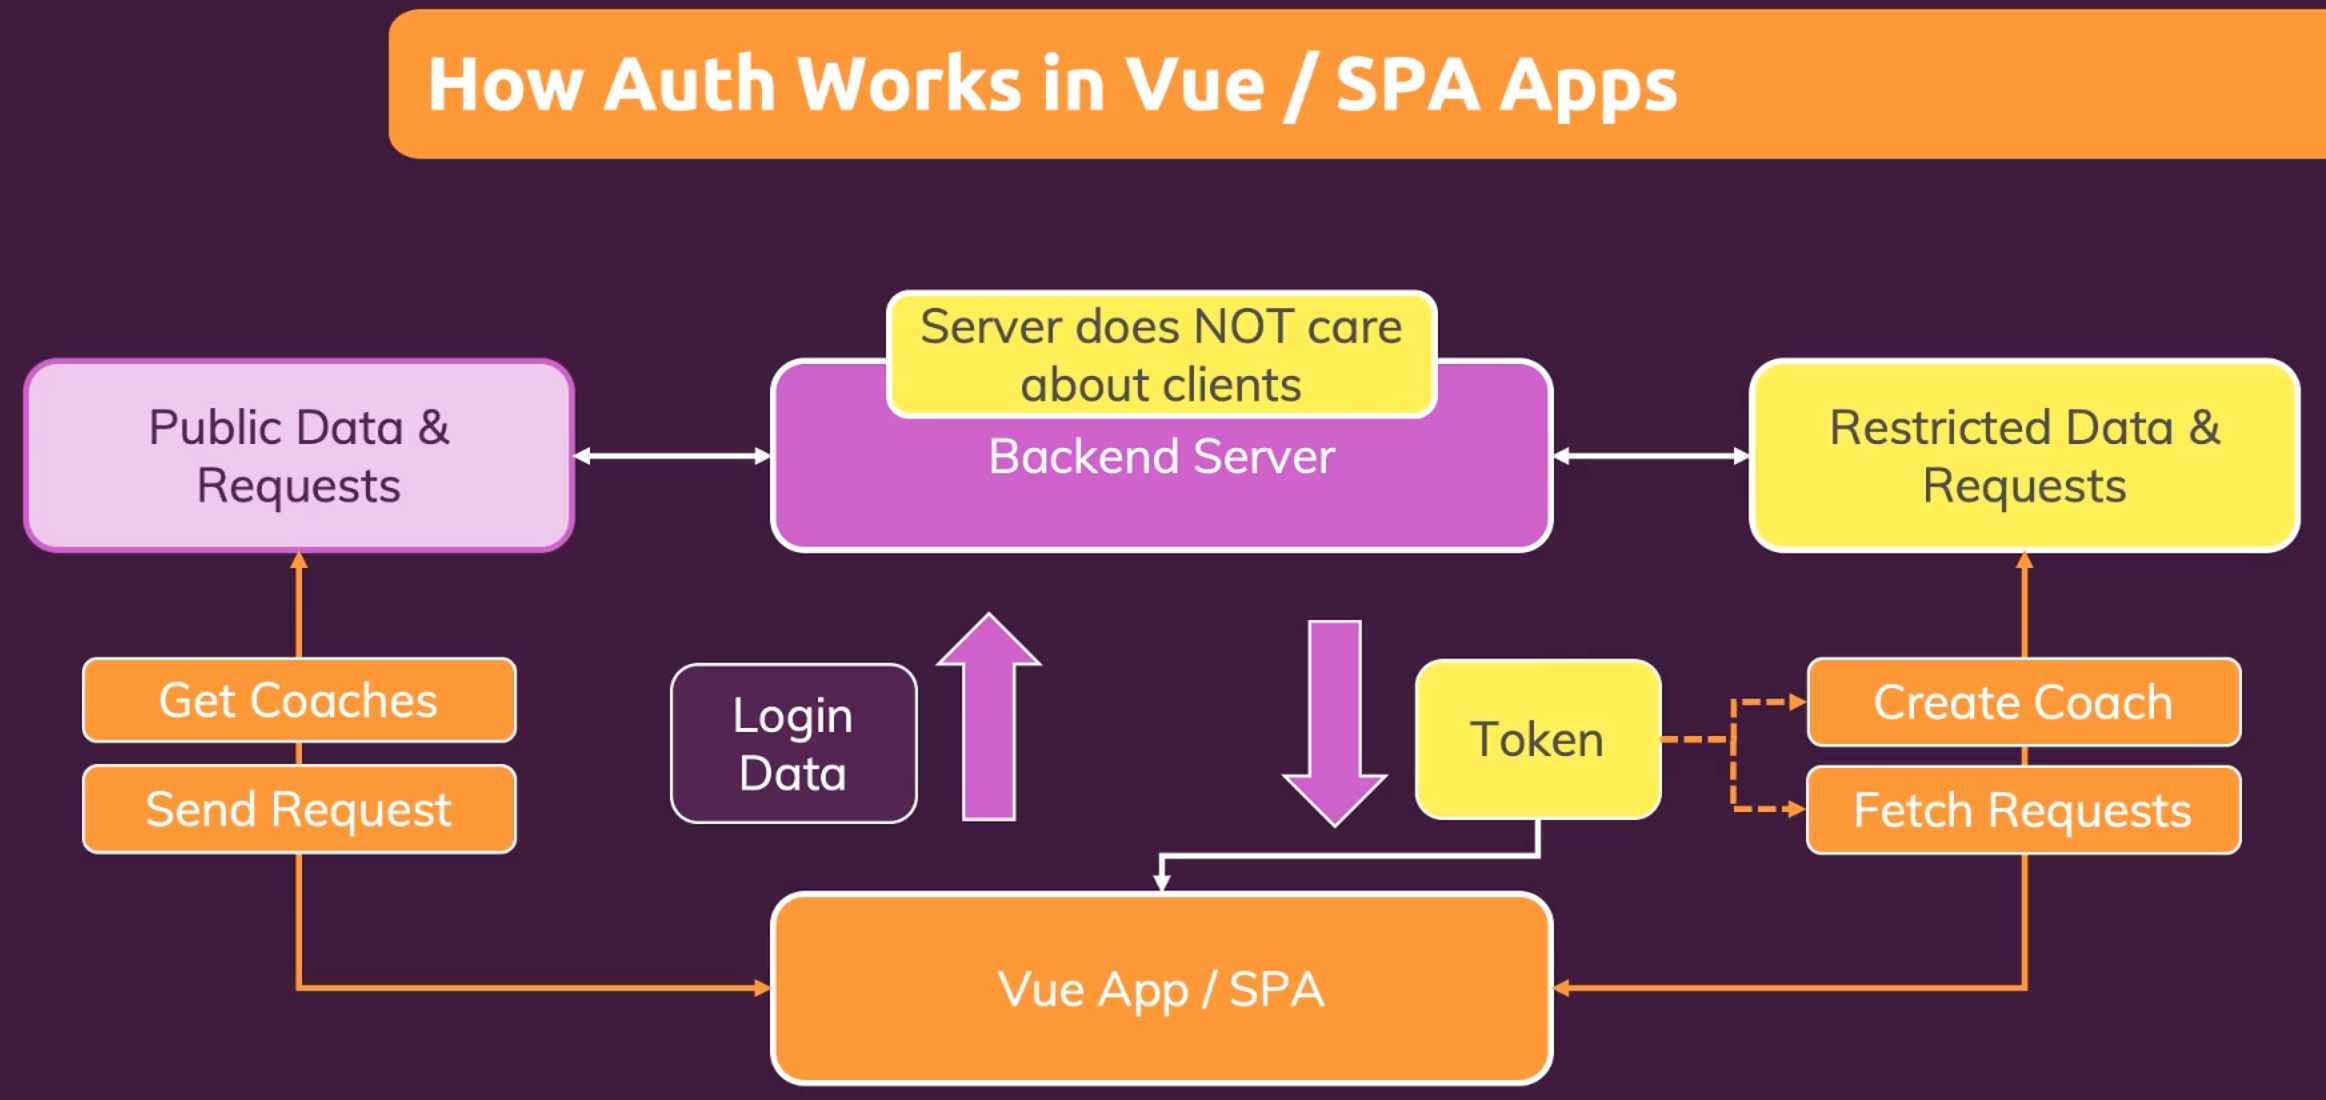 How Auth Works in Vue / SPA Apps
Server does NOT care
about clients
Public Data &
Requests
Backend Server
Restricted Data &
Requests
Get Coaches
Send Request
Login
Data
Token
Create Coach
Fetch Requests
Vue App / SPA